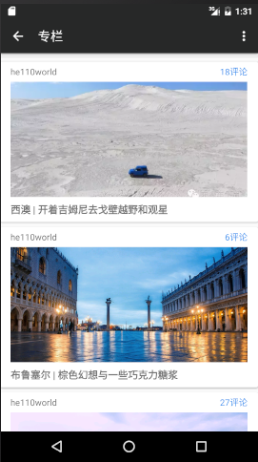 1:31
专栏
he110world 18评论
西澳 | 开着吉姆尼去戈壁越野和观星
he110world 6评论
布鲁塞尔 | 棕色幻想与一些巧克力糖浆
he110world 27评论